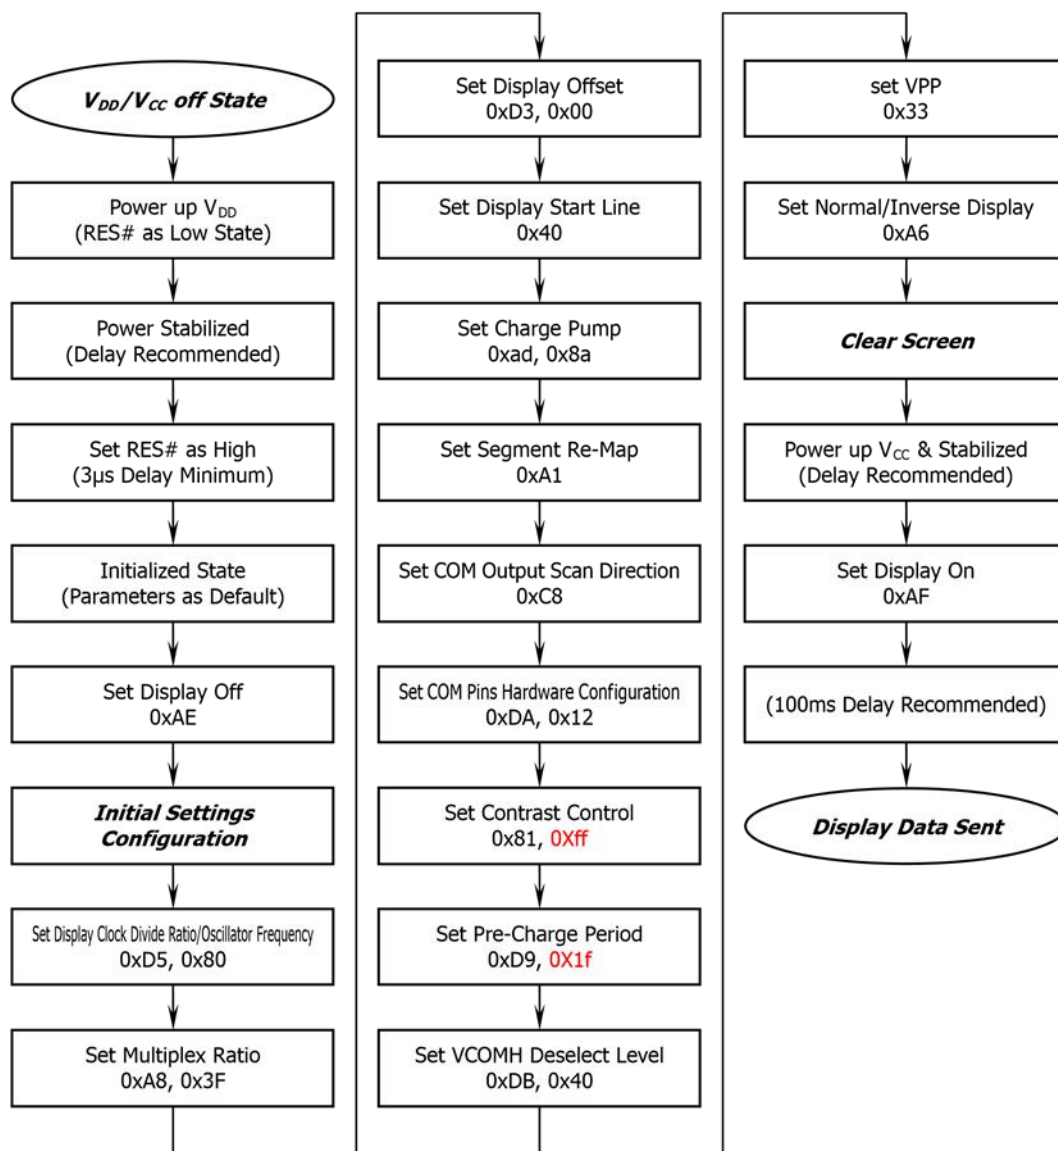 V_DD/V_CC off State
Power up V_DD
(RES# as Low State)
Power Stabilized
(Delay Recommended)
Set RES# as High
(3μs Delay Minimum)
Initialized State
(Parameters as Default)
Set Display Off
0xAE
Initial Settings
Configuration
Set Display Clock Divide Ratio/Oscillator Frequency
0xD5, 0x80
Set Multiplex Ratio
0xA8, 0x3F
Set Display Offset
0xD3, 0x00
Set Display Start Line
0x40
Set Charge Pump
0xad, 0x8a
Set Segment Re-Map
0xA1
Set COM Output Scan Direction
0xC8
Set COM Pins Hardware Configuration
0xDA, 0x12
Set Contrast Control
0x81, 0Xff
Set Pre-Charge Period
0xD9, 0X1f
Set VCOMH Deselect Level
0xDB, 0x40
set VPP
0x33
Set Normal/Inverse Display
0xA6
Clear Screen
Power up V_CC & Stabilized
(Delay Recommended)
Set Display On
0xAF
(100ms Delay Recommended)
Display Data Sent